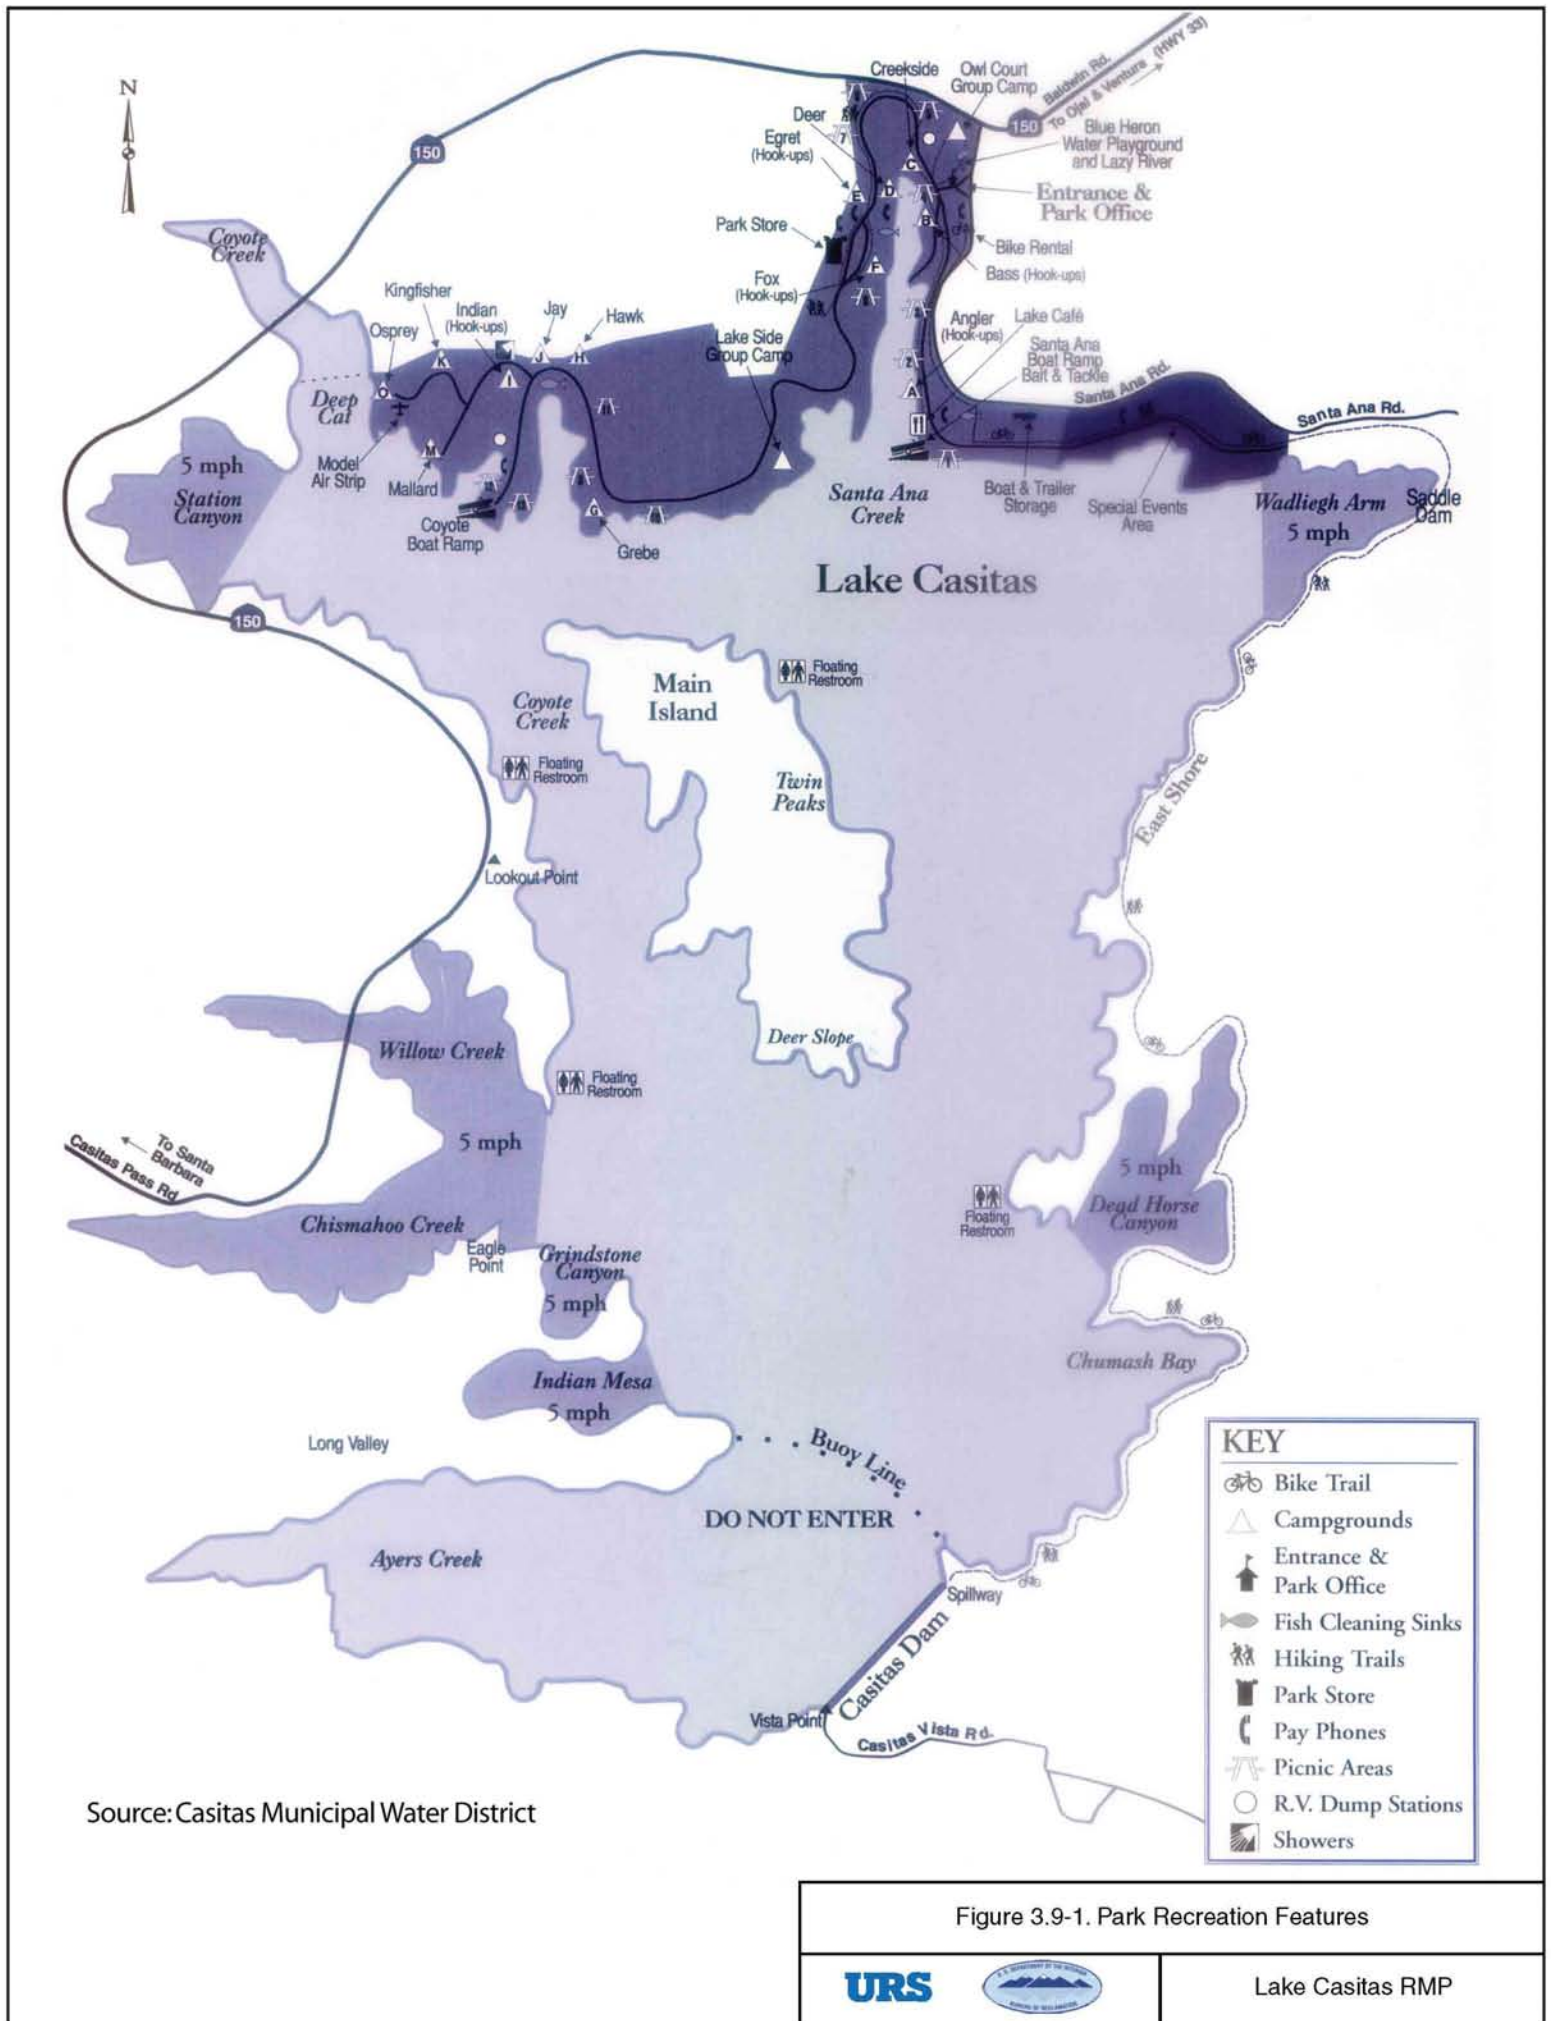 N
Creekside
Owl Court
Group Camp
Baldwin Rd.
To Ojai & Ventura (HWY 33)
150
Deer
Egret
(Hook-ups)
Blue Heron
Water Playground
and Lazy River
Entrance &
Park Office
150
Park Store
Bike Rental
Bass (Hook-ups)
C
E
D
B
F
7
Coyote
Creek
Kingfisher
Indian
(Hook-ups)
Jay
Hawk
Osprey
Fox
(Hook-ups)
Lake Side
Group Camp
Angler
(Hook-ups)
Lake Café
Santa Ana
Boat Ramp
Bait & Tackle
Santa Ana Rd.
Santa Ana Rd.
O
K
I
J
H
A
M
G
Deep
Cat
5 mph
Station
Canyon
Model
Air Strip
Mallard
Coyote
Boat Ramp
Grebe
Santa Ana
Creek
Boat & Trailer
Storage
Special Events
Area
Wadliegh Arm
5 mph
Saddle
Dam
Lake Casitas
150
Main
Island
Floating
Restroom
Coyote
Creek
Floating
Restroom
Twin
Peaks
East Shore
Lookout Point
Deer Slope
Willow Creek
Floating
Restroom
5 mph
To Santa
Barbara
Casitas Pass Rd
5 mph
Dead Horse
Canyon
Floating
Restroom
Chismahoo Creek
Eagle
Point
Grindstone
Canyon
5 mph
Indian Mesa
5 mph
Chumash Bay
Long Valley
Buoy Line
DO NOT ENTER
Ayers Creek
Spillway
Casitas Dam
Vista Point
Casitas Vista Rd.
KEY
Bike Trail
Campgrounds
Entrance &
Park Office
Fish Cleaning Sinks
Hiking Trails
Park Store
Pay Phones
Picnic Areas
R.V. Dump Stations
Showers
Source: Casitas Municipal Water District
Figure 3.9-1. Park Recreation Features
URS
Lake Casitas RMP